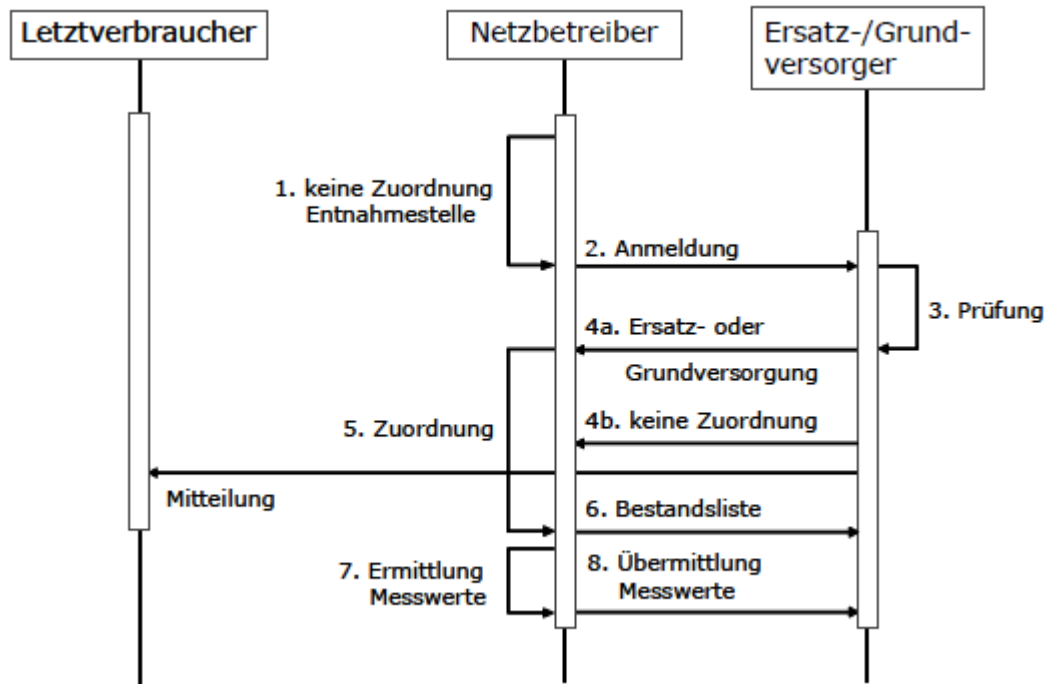 Letztverbraucher
Netzbetreiber
Ersatz-/Grund-
versorger
1. keine Zuordnung
Entnahmestelle
2. Anmeldung
3. Prüfung
4a. Ersatz- oder
Grundversorgung
4b. keine Zuordnung
5. Zuordnung
Mitteilung
6. Bestandsliste
7. Ermittlung
Messwerte
8. Übermittlung
Messwerte